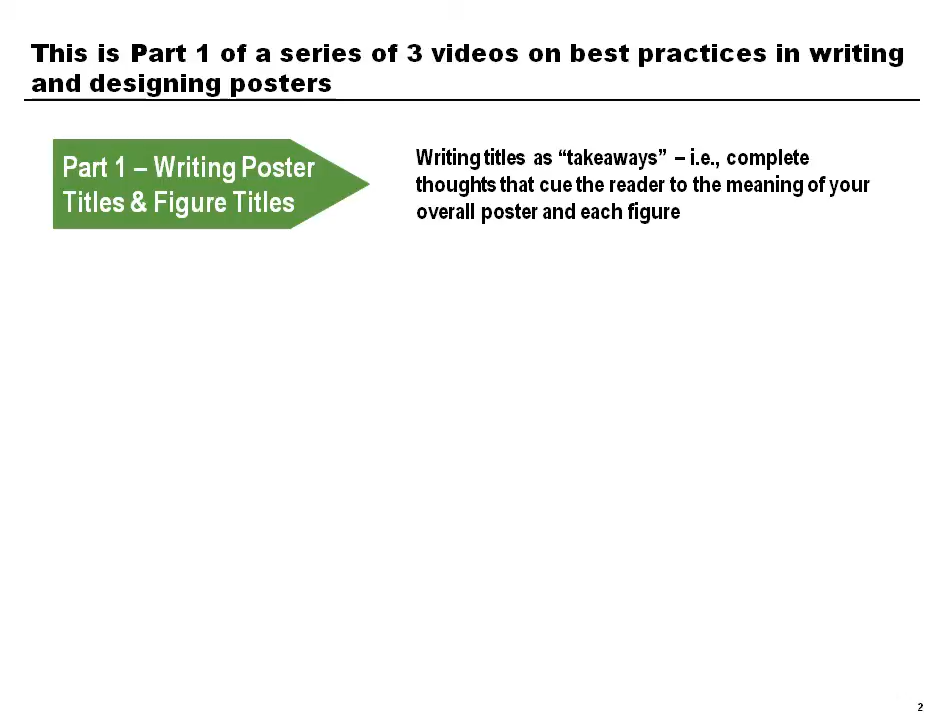 This is Part 1 of a series of 3 videos on best practices in writing
and designing posters
Part 1 – Writing Poster
Titles & Figure Titles
Writing titles as “takeaways” – i.e., complete
thoughts that cue the reader to the meaning of your
overall poster and each figure
2